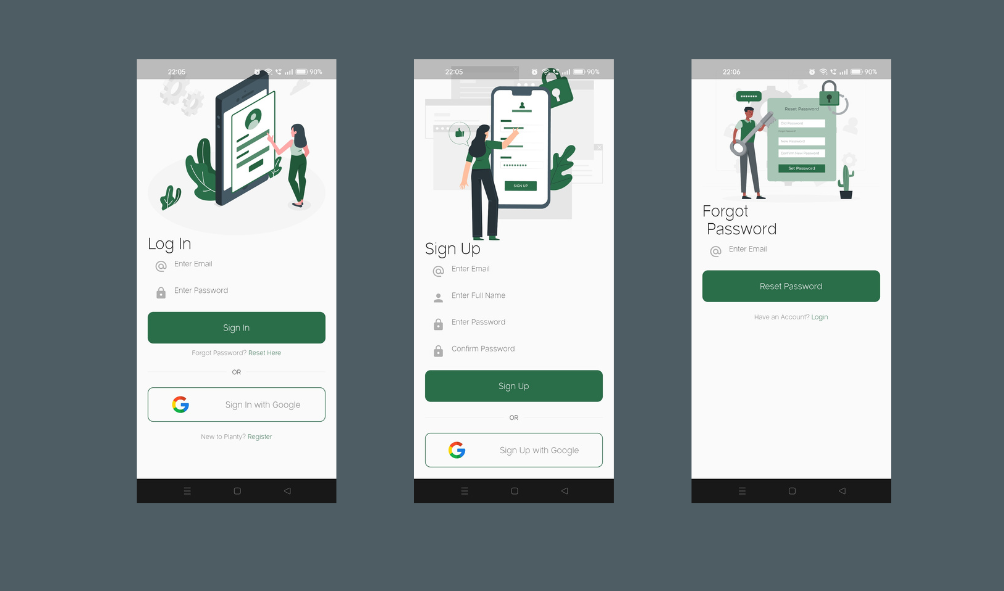 22:05
90%
Log In
Enter Email
Enter Password
Sign In
Forgot Password? Reset Here
OR
Sign In with Google
New to Planty? Register
22:05
90%
SIGN UP
Sign Up
Enter Email
Enter Full Name
Enter Password
Confirm Password
Sign Up
OR
Sign Up with Google
22:06
90%
Reset Password
Set Password
Forgot
Password
Enter Email
Reset Password
Have an Account? Login